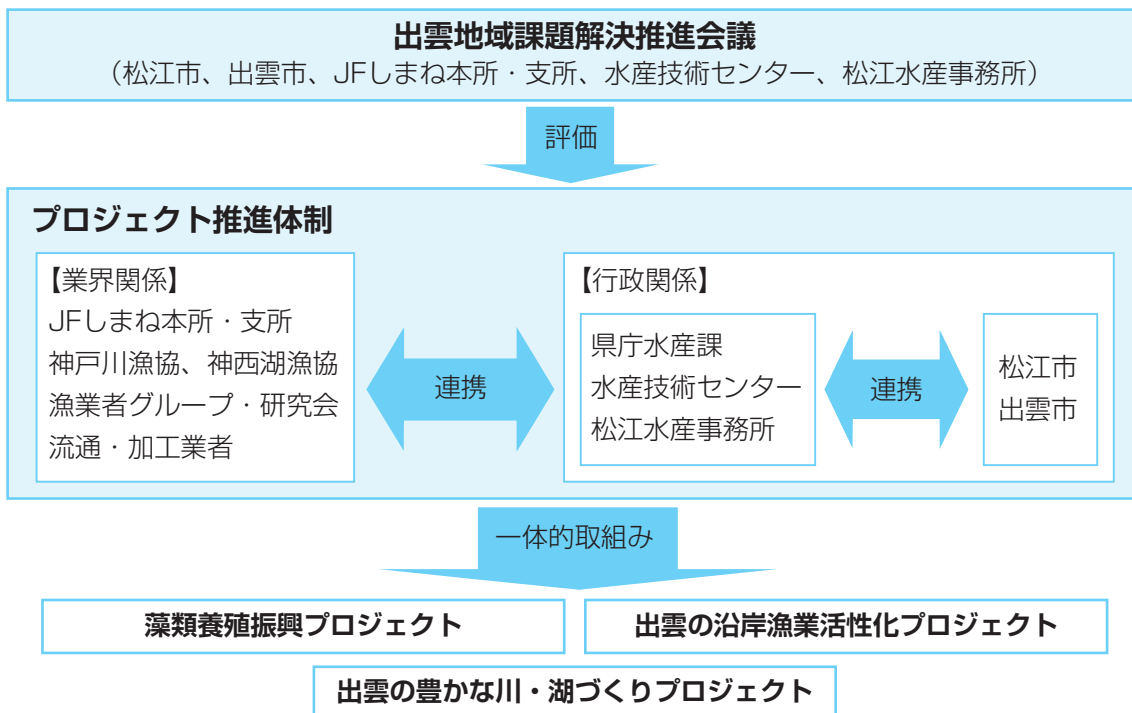 出雲地域課題解決推進会議
（松江市、出雲市、JFしまね本所・支所、水産技術センター、松江水産事務所）
評価
プロジェクト推進体制
【業界関係】
JFしまね本所・支所
神戸川漁協、神西湖漁協
漁業者グループ・研究会
流通・加工業者
連携
【行政関係】
県庁水産課
水産技術センター
松江水産事務所
連携
松江市
出雲市
一体的取組み
藻類養殖振興プロジェクト
出雲の沿岸漁業活性化プロジェクト
出雲の豊かな川・湖づくりプロジェクト